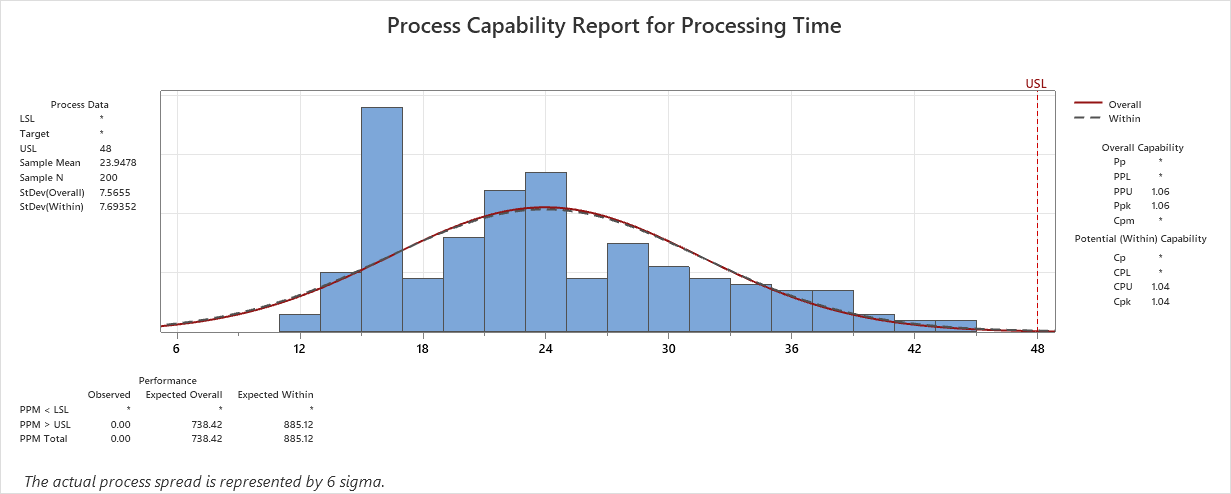 Process Capability Report for Processing Time
USL
Process Data
LSL *
Target *
USL 48
Sample Mean 23.9478
Sample N 200
StDev(Overall) 7.5655
StDev(Within) 7.69352
Overall
Within
Overall Capability
Pp *
PPL *
PPU 1.06
Ppk 1.06
Cpm *
Potential (Within) Capability
Cp *
CPL *
CPU 1.04
Cpk 1.04
6 12 18 24 30 36 42 48
Performance
Observed Expected Overall Expected Within
PPM < LSL * * *
PPM > USL 0.00 738.42 885.12
PPM Total 0.00 738.42 885.12
The actual process spread is represented by 6 sigma.